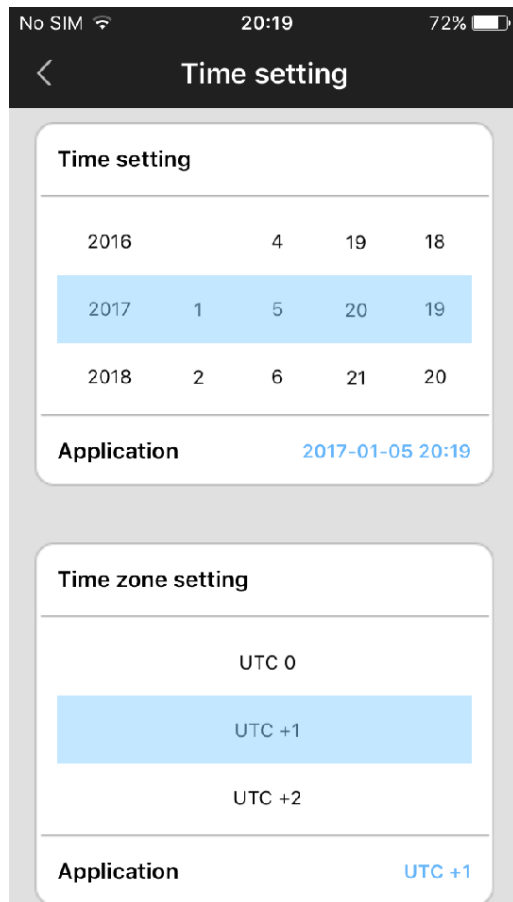 No SIM 20:19 72%
Time setting
Time setting
2016 4 19 18
2017 1 5 20 19
2018 2 6 21 20
Application 2017-01-05 20:19
Time zone setting
UTC 0
UTC +1
UTC +2
Application UTC +1